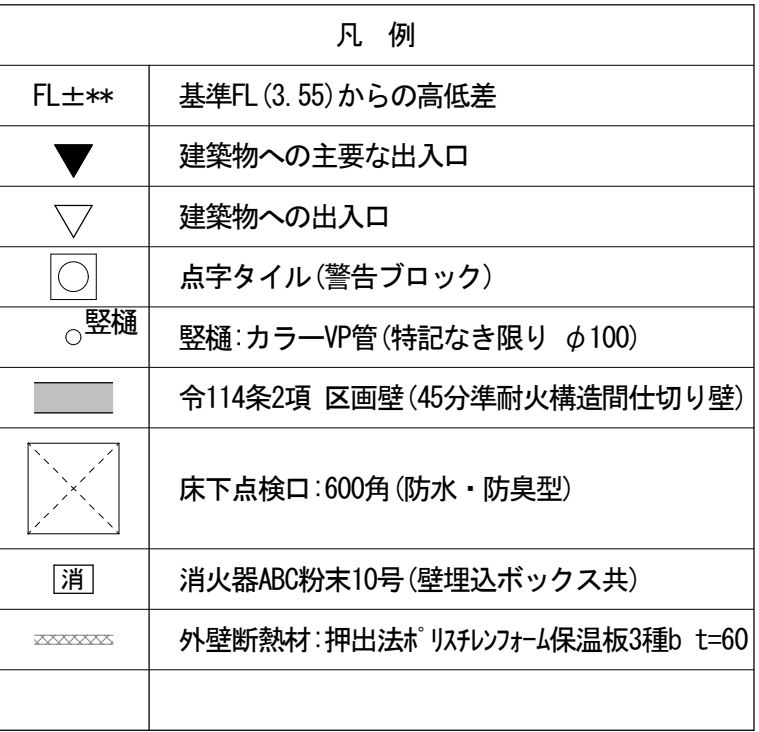 凡 例
FL±** 基準FL(3.55)からの高低差
▼ 建築物への主要な出入口
▽ 建築物への出入口
点字タイル(警告ブロック)
竪樋 竪樋:カラーVP管(特記なき限り φ100)
令114条2項 区画壁(45分準耐火構造間仕切り壁)
床下点検口:600角(防水・防臭型)
消 消火器ABC粉末10号(壁埋込ボックス共)
外壁断熱材:押出法ﾎﾟﾘｽﾁﾚﾝﾌｫｰﾑ保温板3種b t=60